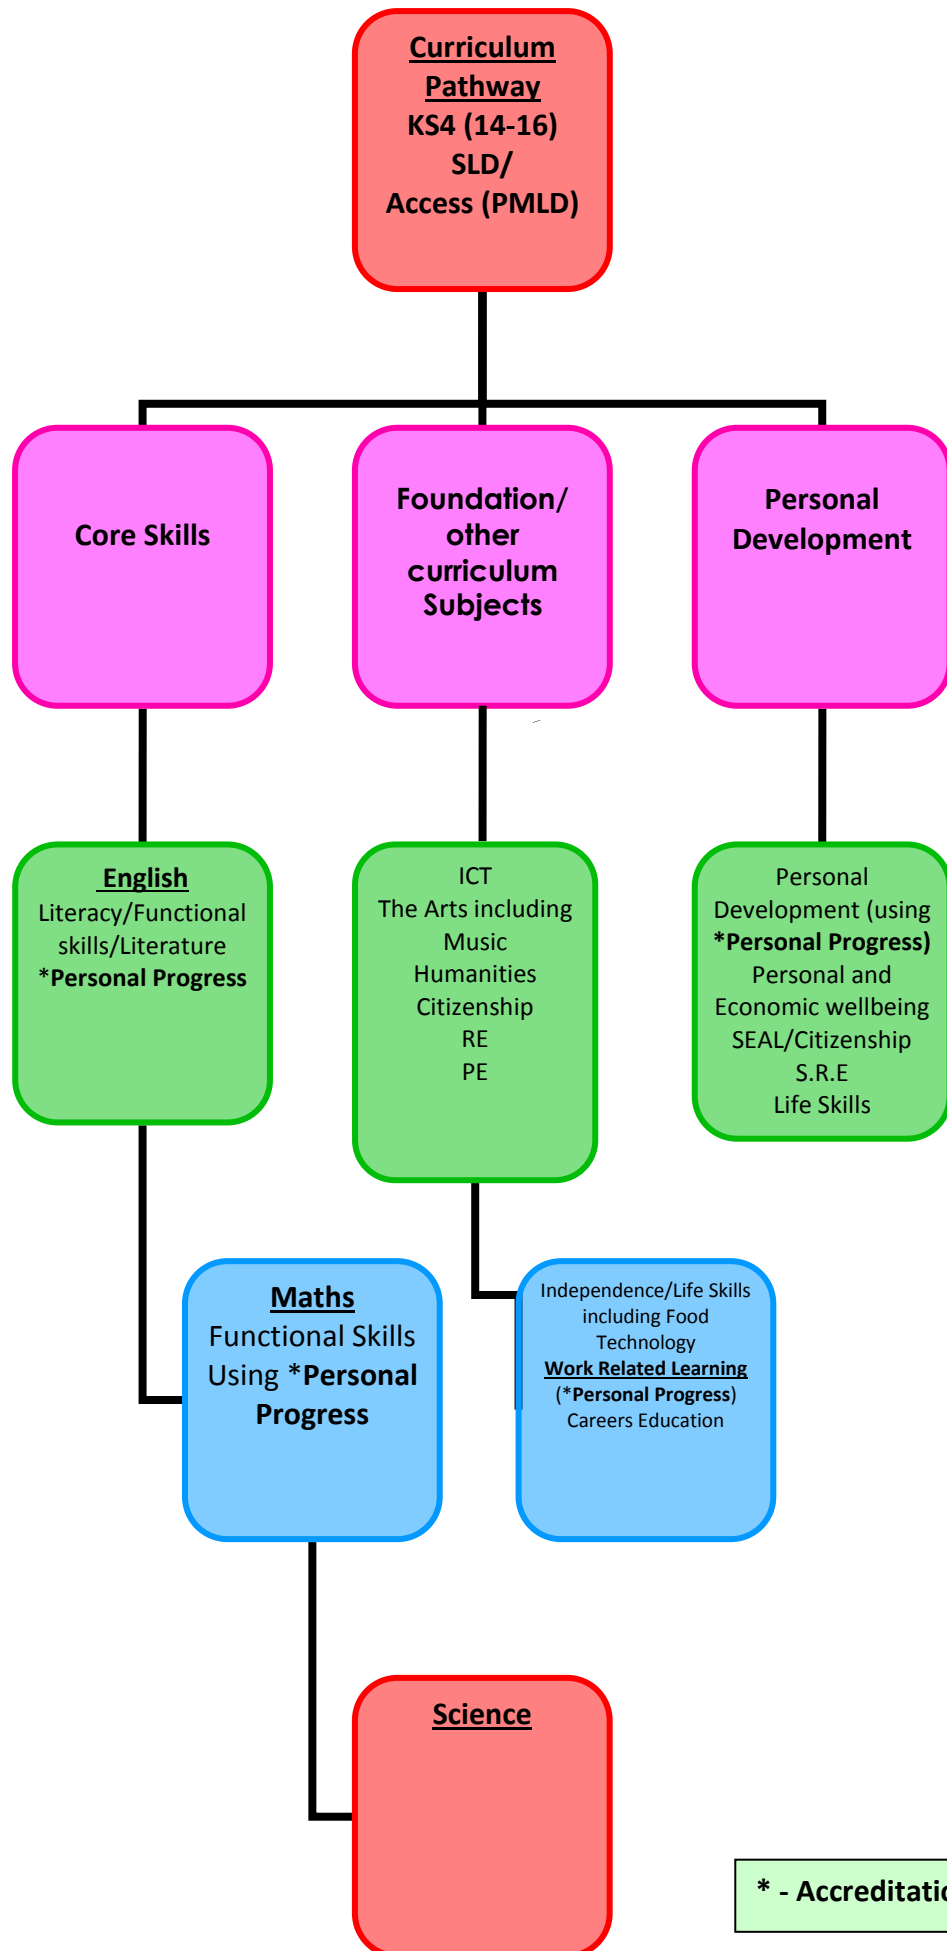 Curriculum
Pathway
KS4 (14-16)
SLD/
Access (PMLD)
Core Skills
Foundation/
other
curriculum
Subjects
Personal
Development
English
Literacy/Functional
skills/Literature
*Personal Progress
ICT
The Arts including
Music
Humanities
Citizenship
RE
PE
Personal
Development (using
*Personal Progress)
Personal and
Economic wellbeing
SEAL/Citizenship
S.R.E
Life Skills
Maths
Functional Skills
Using *Personal
Progress
Independence/Life Skills
including Food
Technology
Work Related Learning
(*Personal Progress)
Careers Education
Science
* - Accreditatio